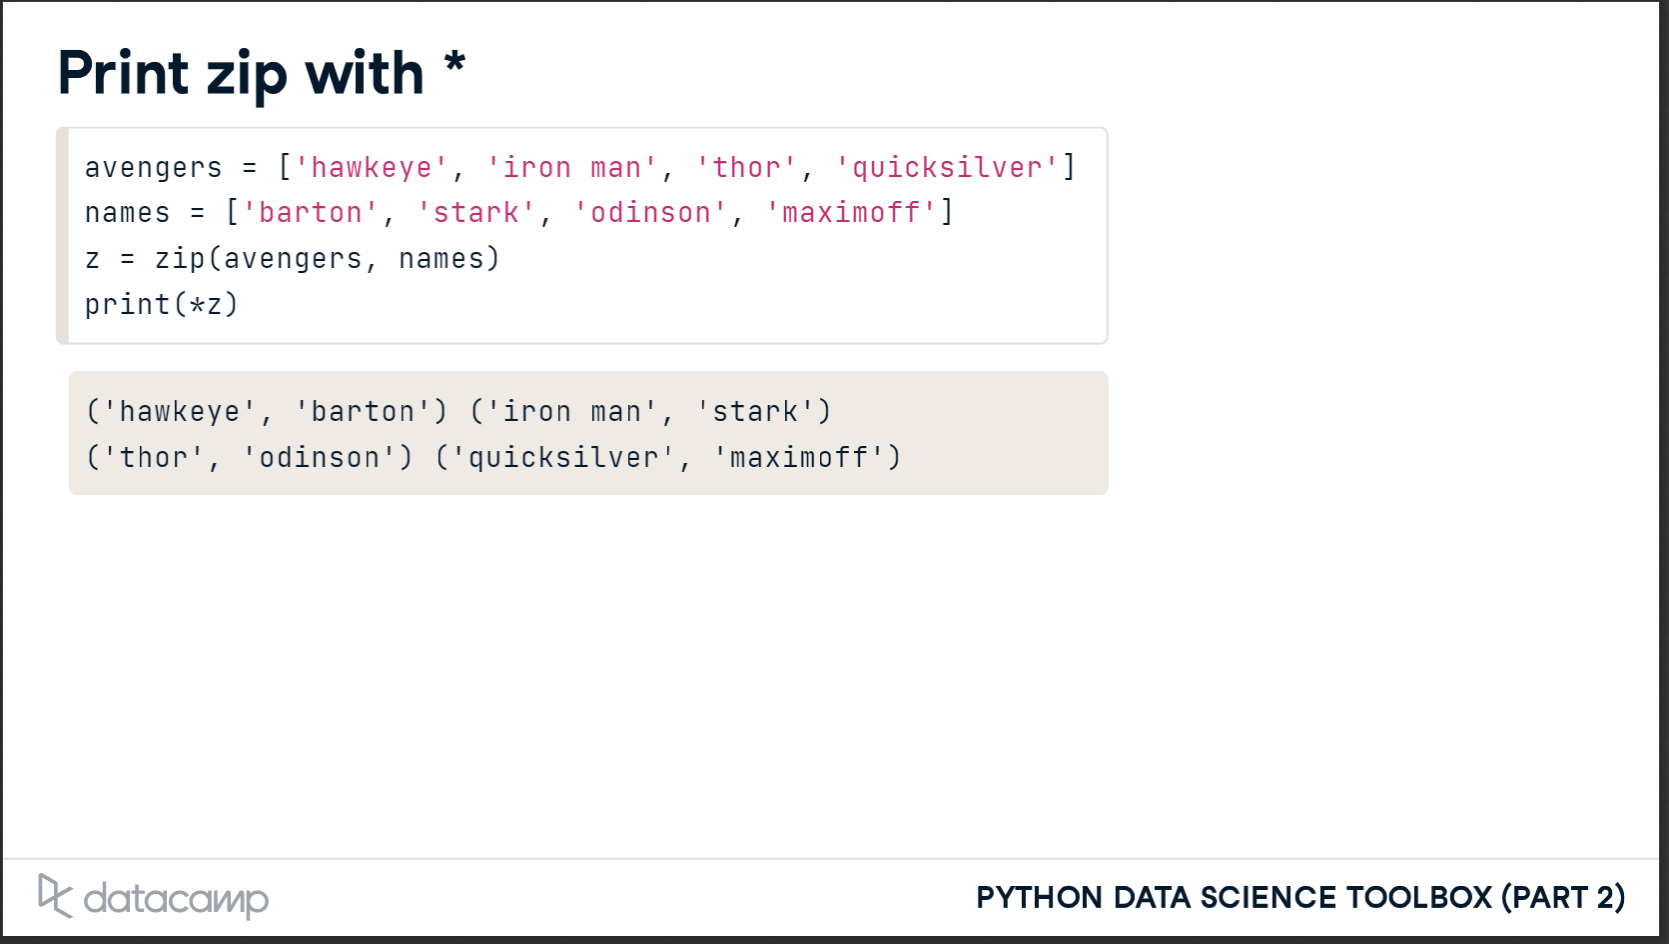 Print zip with *
avengers = ['hawkeye', 'iron man', 'thor', 'quicksilver']
names = ['barton', 'stark', 'odinson', 'maximoff']
z = zip(avengers, names)
print(*z)
('hawkeye', 'barton') ('iron man', 'stark')
('thor', 'odinson') ('quicksilver', 'maximoff')
datacamp
PYTHON DATA SCIENCE TOOLBOX (PART 2)